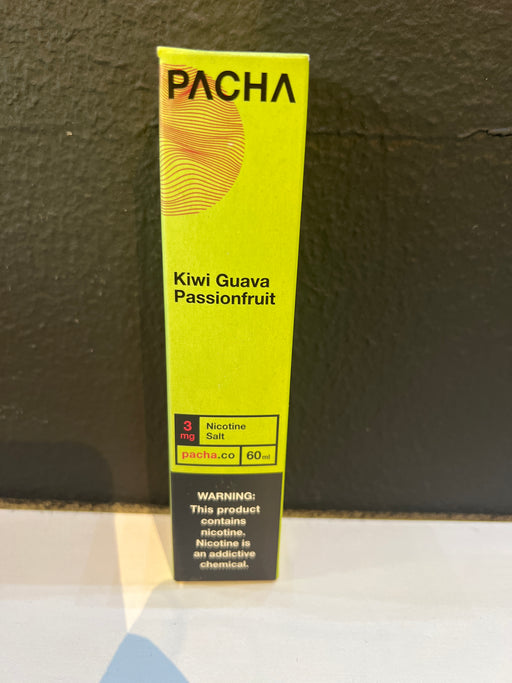 PACHA
Kiwi Guava
Passionfruit
3 mg
Nicotine
Salt
pacha.co
60ml
WARNING:
This product
contains
nicotine.
Nicotine is
an addictive
chemical.